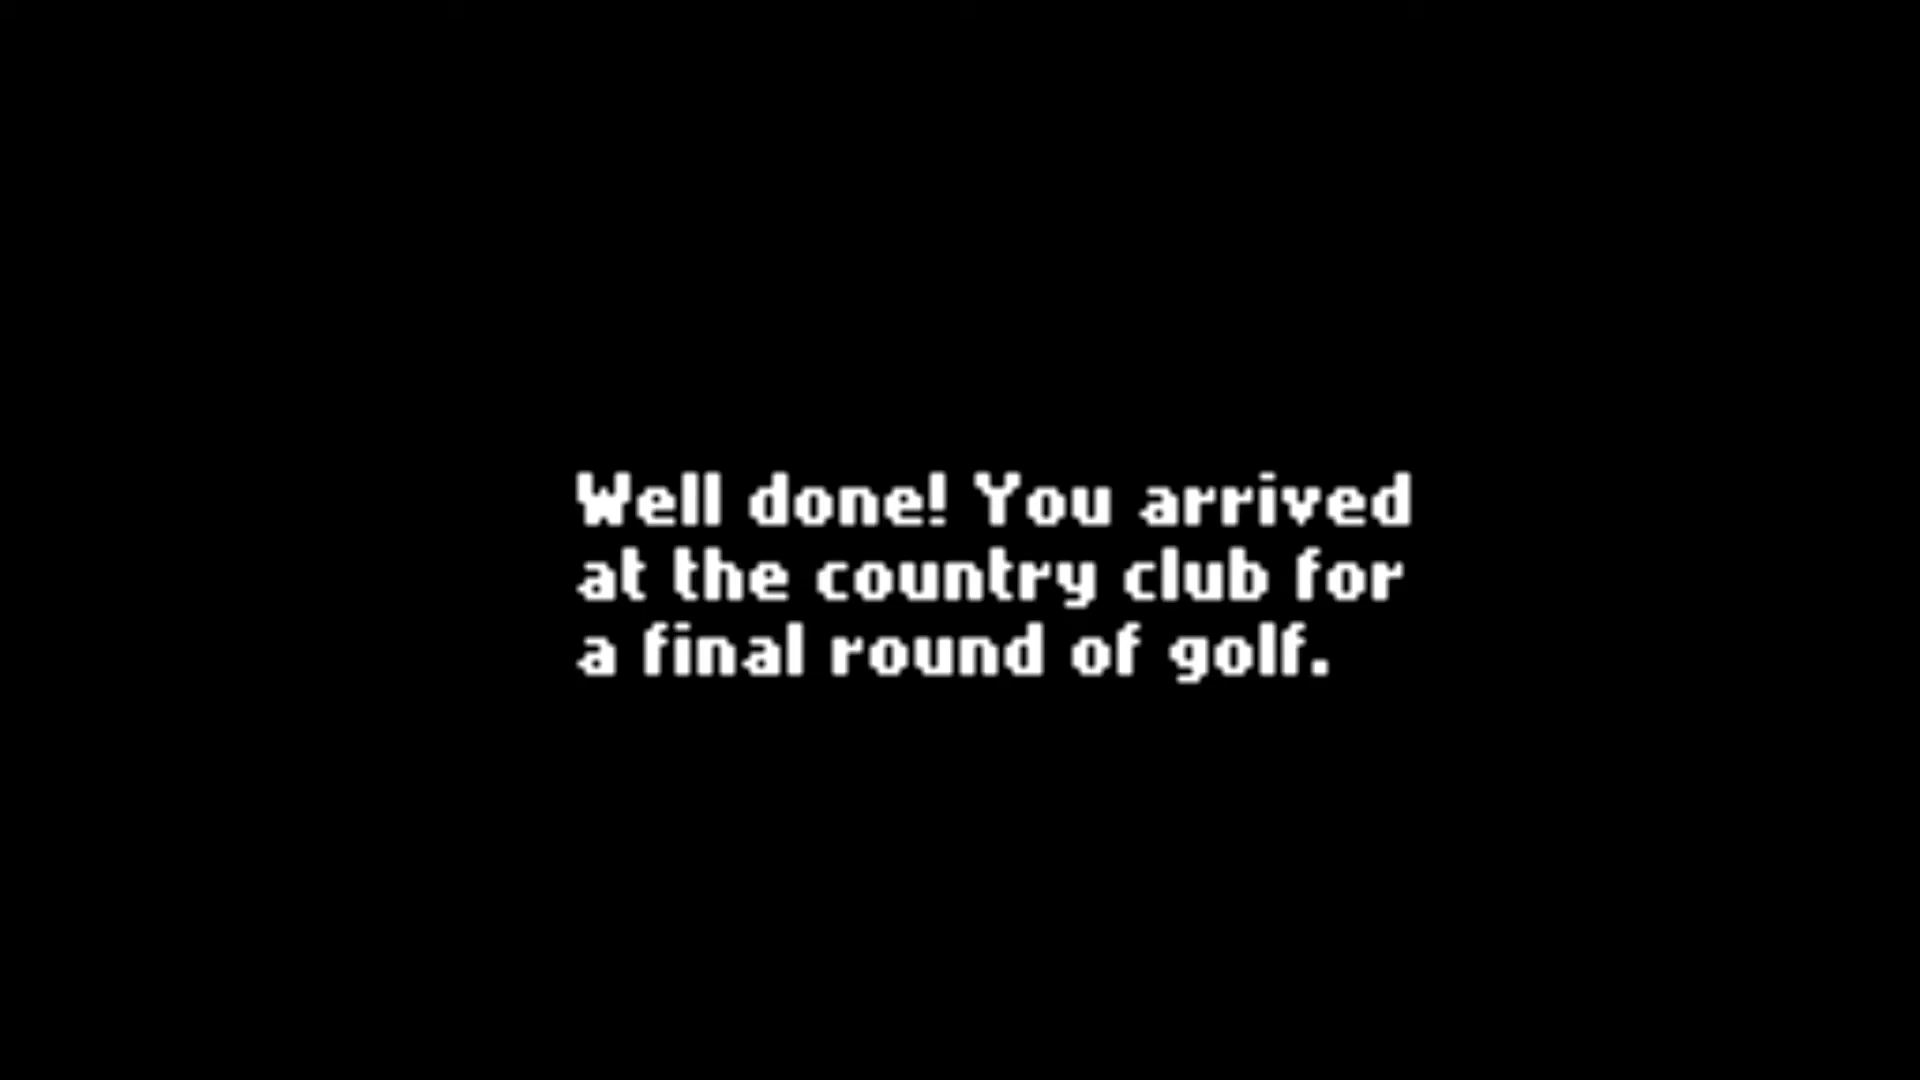 Well done! You arrived
at the country club for
a final round of golf.